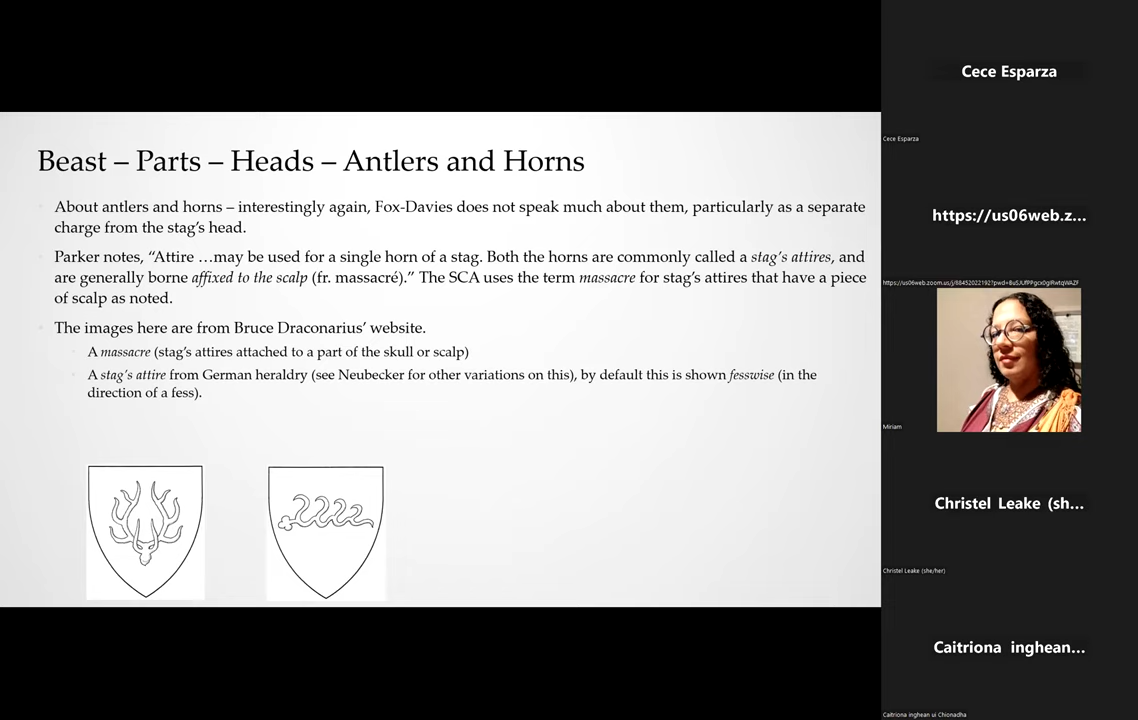 Beast – Parts – Heads – Antlers and Horns
About antlers and horns – interestingly again, Fox-Davies does not speak much about them, particularly as a separate
charge from the stag's head.
Parker notes, “Attire …may be used for a single horn of a stag. Both the horns are commonly called a stag's attires, and
are generally borne affixed to the scalp (fr. massacré).” The SCA uses the term massacre for stag's attires that have a piece
of scalp as noted.
The images here are from Bruce Draconarius' website.
A massacre (stag's attires attached to a part of the skull or scalp)
A stag's attire from German heraldry (see Neubecker for other variations on this), by default this is shown fesswise (in the
direction of a fess).
Cece Esparza
Cece Esparza
https://us06web.z...
Miriam
Christel Leake (sh...
Christel Leake (she/her)
Caitriona inghean...
Caitriona inghean ui Chionadha